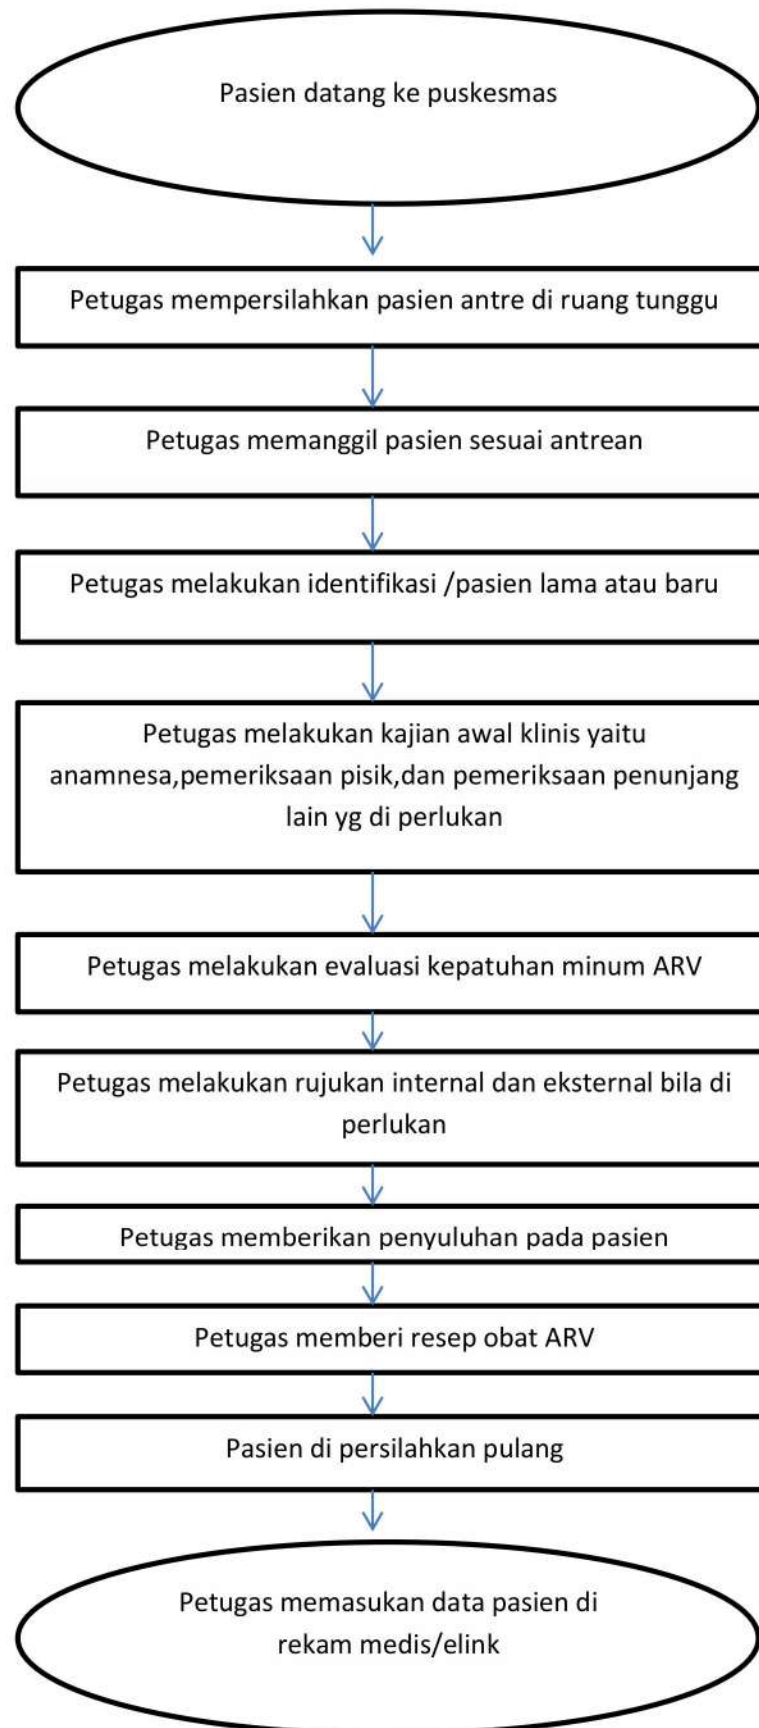 Pasien datang ke puskesmas
Petugas mempersilahkan pasien antre di ruang tunggu
Petugas memanggil pasien sesuai antrean
Petugas melakukan identifikasi /pasien lama atau baru
Petugas melakukan kajian awal klinis yaitu
anamnesa,pemeriksaan pisik,dan pemeriksaan penunjang
lain yg di perlukan
Petugas melakukan evaluasi kepatuhan minum ARV
Petugas melakukan rujukan internal dan eksternal bila di
perlukan
Petugas memberikan penyuluhan pada pasien
Petugas memberi resep obat ARV
Pasien di persilahkan pulang
Petugas memasukan data pasien di
rekam medis/elink